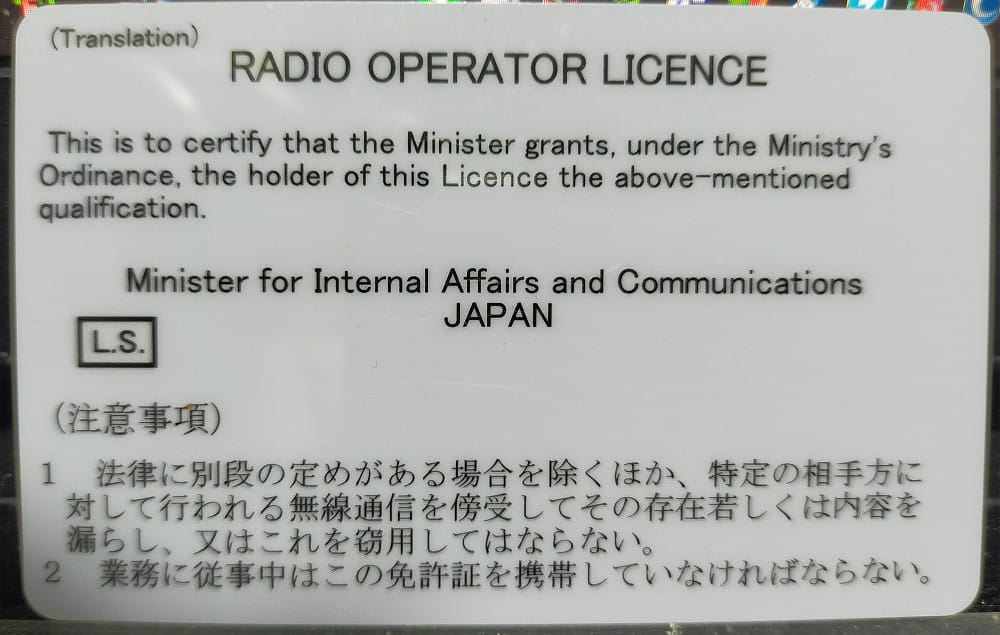 (Translation)
RADIO OPERATOR LICENCE
This is to certify that the Minister grants, under the Ministry's
Ordinance, the holder of this Licence the above-mentioned
qualification.
Minister for Internal Affairs and Communications
JAPAN
L.S.
(注意事項)
1 法律に別段の定めがある場合を除くほか、特定の相手方に
対して行われる無線通信を傍受してその存在若しくは内容を
漏らし、又はこれを窃用してはならない。
2 業務に従事中はこの免許証を携帯していなければならない。